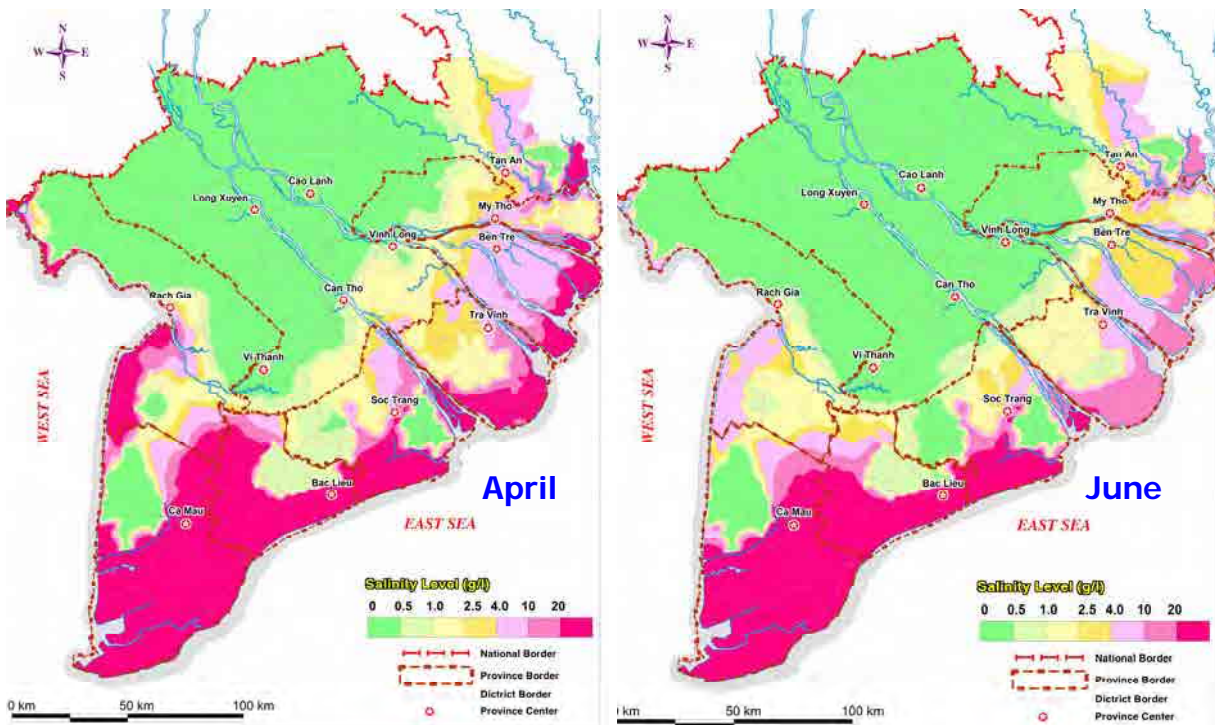 N
W E
S
Tan An
Cao Lanh
Long Xuyen
My Tho
Vinh Long
Ben Tre
Can Tho
Rach Gia
Tra Vinh
Vi Thanh
WEST SEA
Soc Trang
Bac Lieu
April
Ca Mau
EAST SEA
Salinity Level (g/l)
0 0.5 1.0 2.5 4.0 10 20
National Border
Province Border
Dictrict Border
Province Center
0 km 50 km 100 km
N
W E
S
Tan An
Cao Lanh
Long Xuyen
My Tho
Vinh Long
Ben Tre
Can Tho
Rach Gia
Tra Vinh
Vi Thanh
WEST SEA
Soc Trang
Bac Lieu
June
Ca Mau
EAST SEA
Salinity Level (g/l)
0 0.5 1.0 2.5 4.0 10 20
National Border
Province Border
Dictrict Border
Province Center
0 km 50 km 100 km